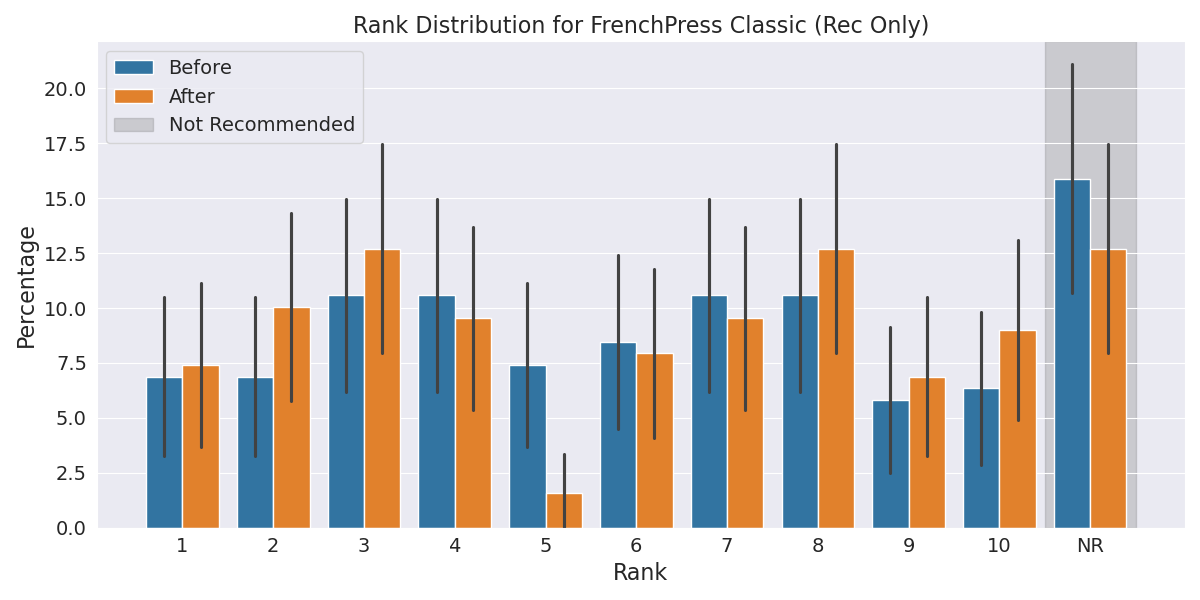 Rank Distribution for FrenchPress Classic (Rec Only)
Before
After
Not Recommended
Percentage
20.0
17.5
15.0
12.5
10.0
7.5
5.0
2.5
0.0
1 2 3 4 5 6 7 8 9 10 NR
Rank